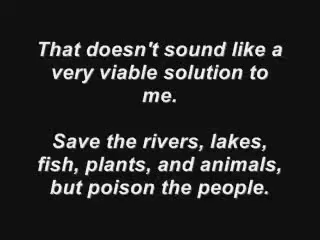 That doesn't sound like a
very viable solution to
me.
Save the rivers, lakes,
fish, plants, and animals,
but poison the people.